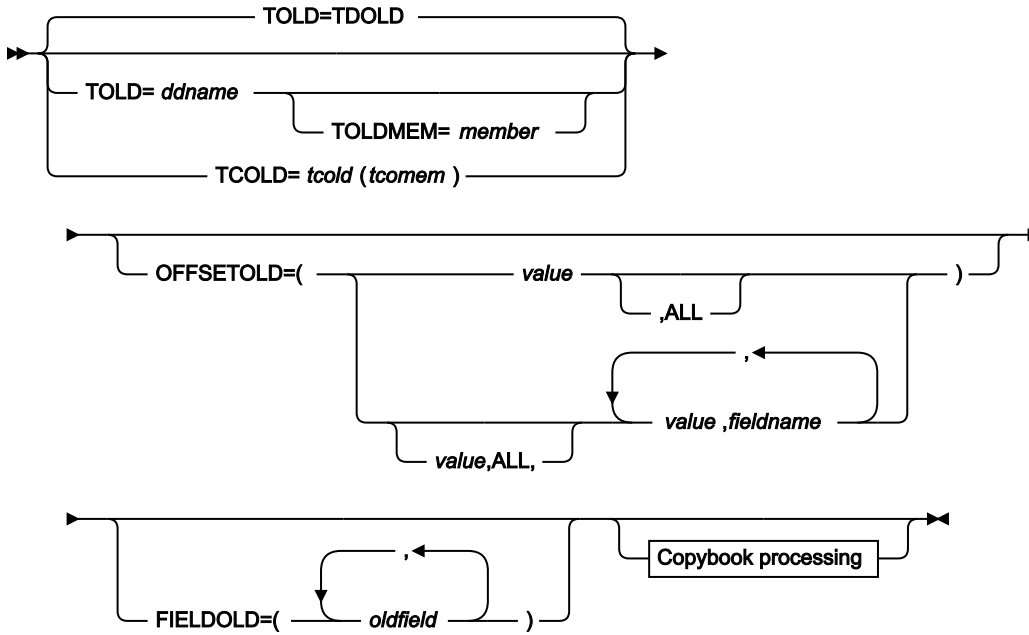 TOLD=TDOLD
TOLD= ddname
TOLDMEM= member
TCOLD= tcold (tcomem )
OFFSETOLD=( value )
,ALL
,
value ,fieldname
value,ALL,
,
Copybook processing
FIELDOLD=( oldfield )